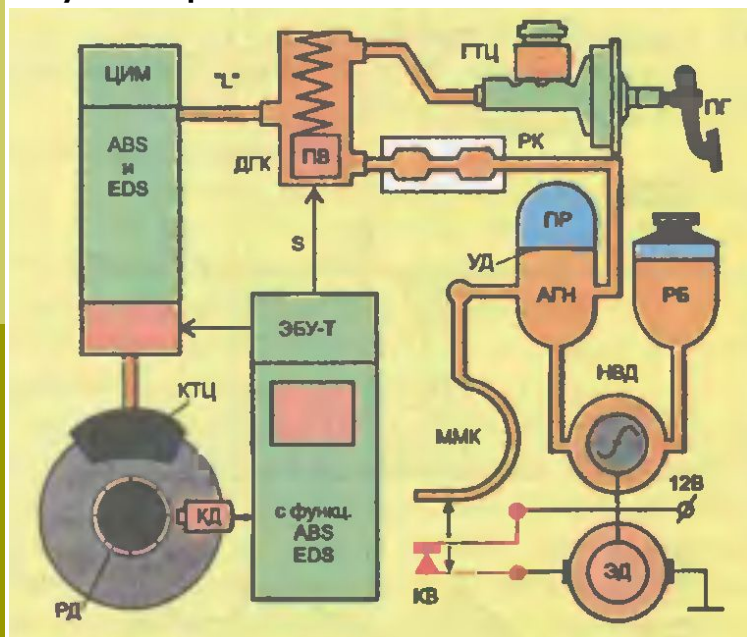 ЦИМ
"L"
ГТЦ
ПГ
ABS
и
EDS
ДГК
ПВ
РК
ПР
S
УД
АГН
РБ
ЭБУ-Т
КТЦ
НВД
ММК
12В
КД
с функц.
ABS
EDS
КВ
ЭД
РД